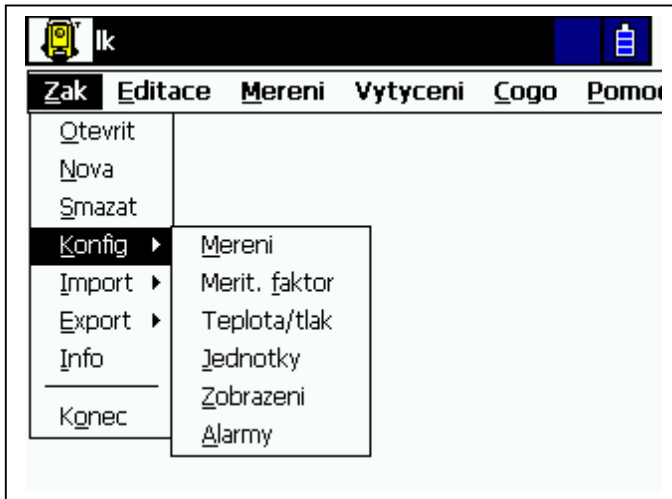 lk
Zak Editace Mereni Vytyceni Cogo
Otevrit
Nova
Smazat
Konfig
Import
Export
Info
Konec
Mereni
Merit. faktor
Teplota/tlak
Jednotky
Zobrazeni
Alarmy